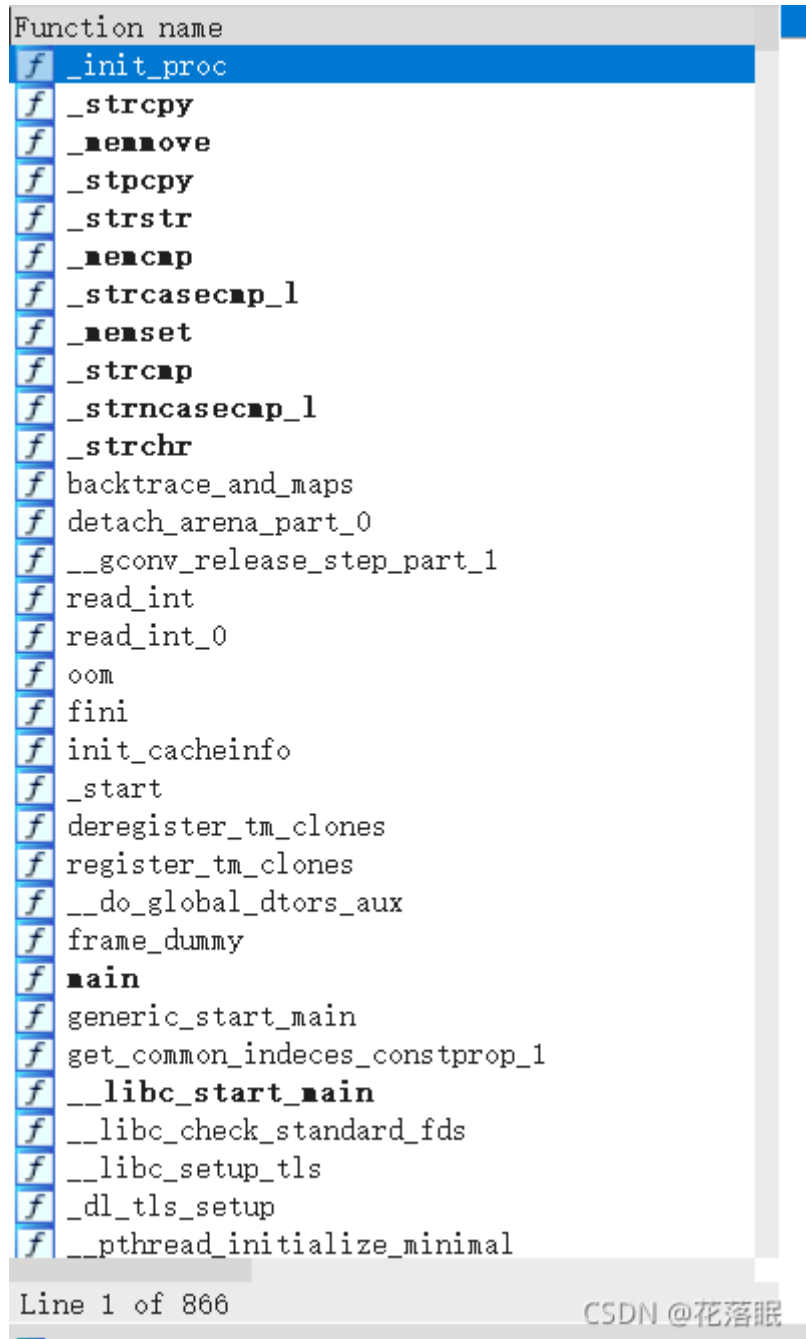 Function name
f _init_proc
f _strcpy
f _memmove
f _stpcpy
f _strstr
f _memcmp
f _strcasecmp_l
f _memset
f _strcmp
f _strncasecmp_l
f _strchr
f backtrace_and_maps
f detach_arena_part_0
f __gconv_release_step_part_1
f read_int
f read_int_0
f oom
f fini
f init_cacheinfo
f _start
f deregister_tm_clones
f register_tm_clones
f __do_global_dtors_aux
f frame_dummy
f main
f generic_start_main
f get_common_indeces_constprop_1
f __libc_start_main
f __libc_check_standard_fds
f __libc_setup_tls
f _dl_tls_setup
f __pthread_initialize_minimal
Line 1 of 866
CSDN @花落眠